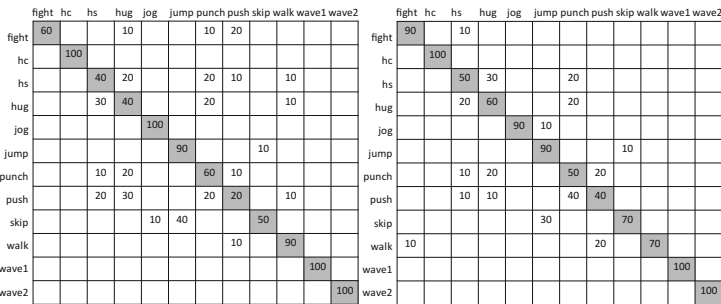 fight hc hs hug jog jump punch push skip walk wave1 wave2
fight 60 10 10 20
hc 100
hs 40 20 20 10 10
hug 30 40 20 10
jog 100
jump 90 10
punch 10 20 60 10
push 20 30 20 20 10
skip 10 40 50
walk 10 90
wave1 100
wave2 100
fight hc hs hug jog jump punch push skip walk wave1 wave2
fight 90 10
hc 100
hs 50 30 20
hug 20 60 20
jog 90 10
jump 90 10
punch 10 20 50 20
push 10 10 40 40
skip 30 70
walk 10 20 70
wave1 100
wave2 100